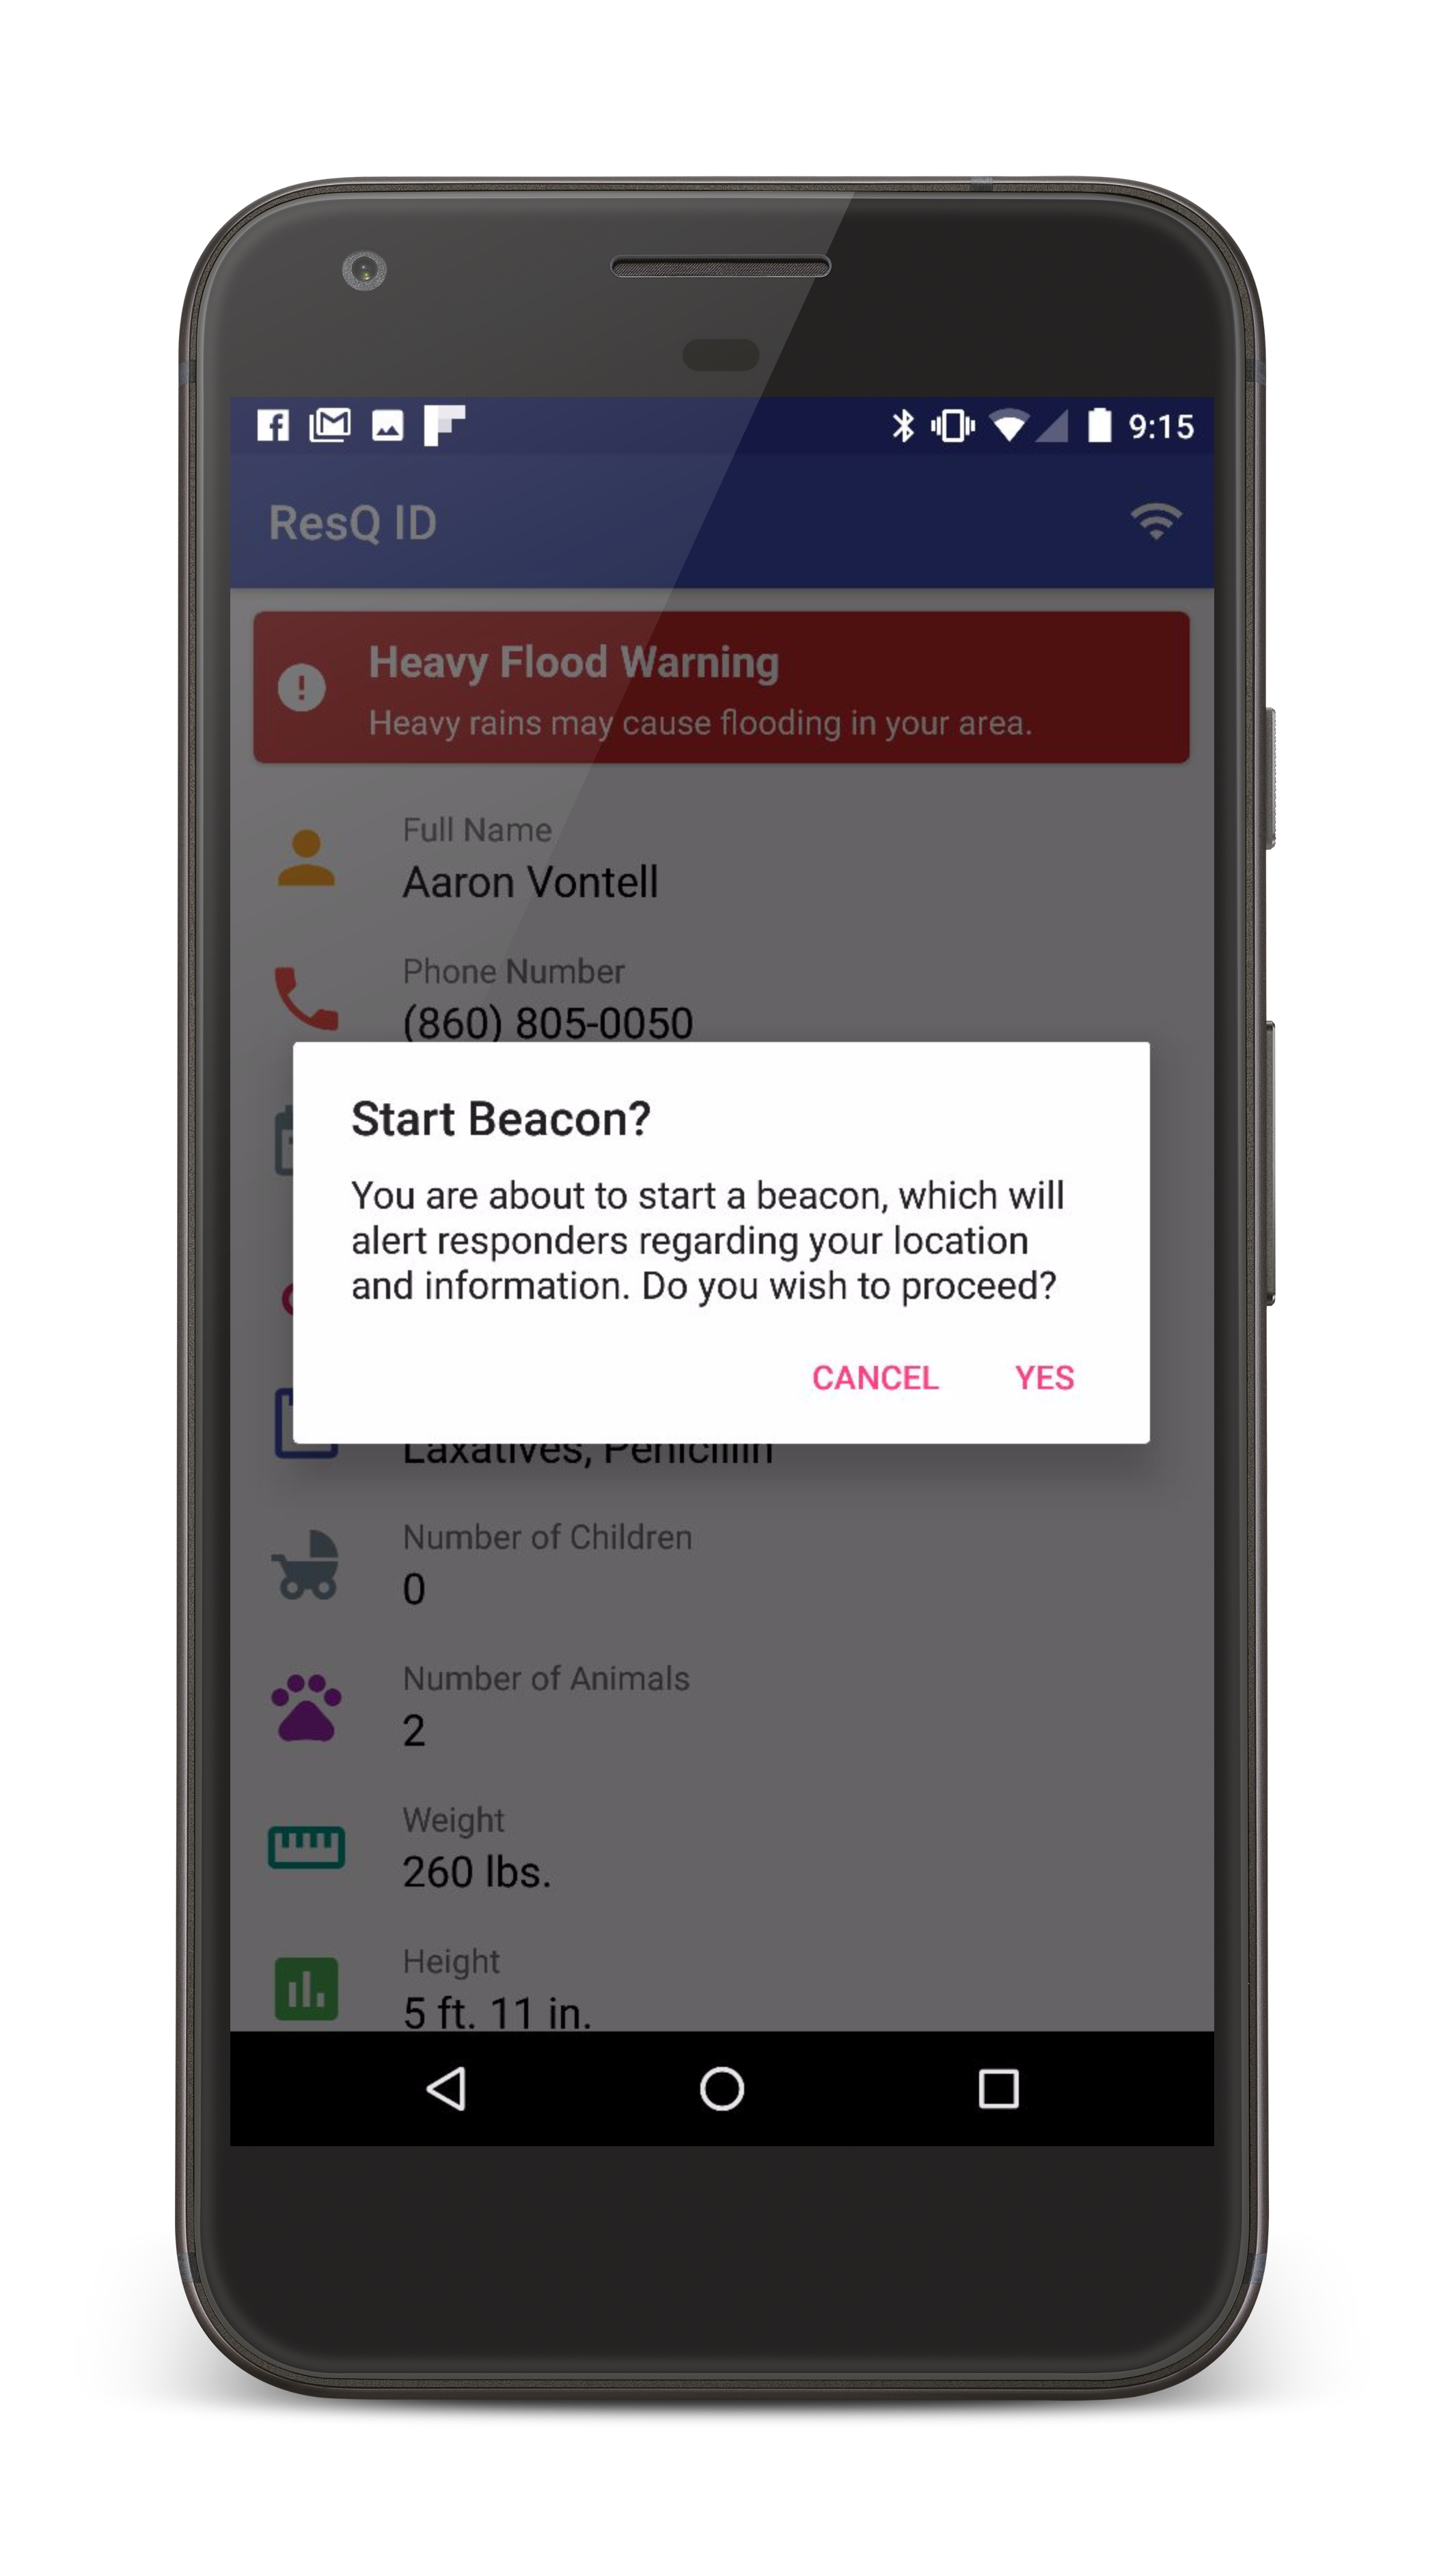 9:15
ResQ ID
Heavy Flood Warning
Heavy rains may cause flooding in your area.
Full Name
Aaron Vontell
Phone Number
(860) 805-0050
Start Beacon?
You are about to start a beacon, which will
alert responders regarding your location
and information. Do you wish to proceed?
CANCEL YES
Laxatives, Penicillin
Number of Children
0
Number of Animals
2
Weight
260 lbs.
Height
5 ft. 11 in.